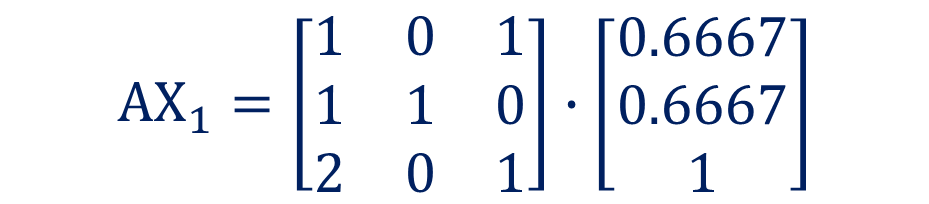 AX₁ = [1 0 1; 1 1 0; 2 0 1] · [0.6667; 0.6667; 1]